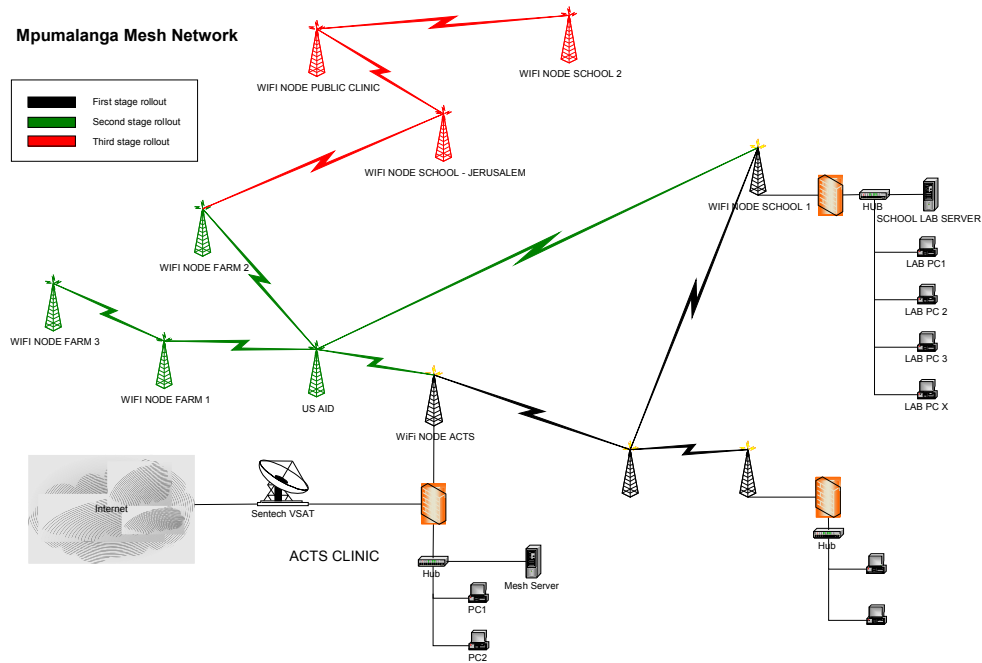 Mpumalanga Mesh Network
First stage rollout
Second stage rollout
Third stage rollout
WIFI NODE PUBLIC CLINIC
WIFI NODE SCHOOL 2
WIFI NODE SCHOOL - JERUSALEM
WIFI NODE SCHOOL 1
HUB
SCHOOL LAB SERVER
LAB PC1
LAB PC 2
LAB PC 3
LAB PC X
WIFI NODE FARM 2
WIFI NODE FARM 3
WIFI NODE FARM 1
US AID
WiFi NODE ACTS
Internet
Sentech VSAT
ACTS CLINIC
Hub
Mesh Server
PC1
PC2
Hub